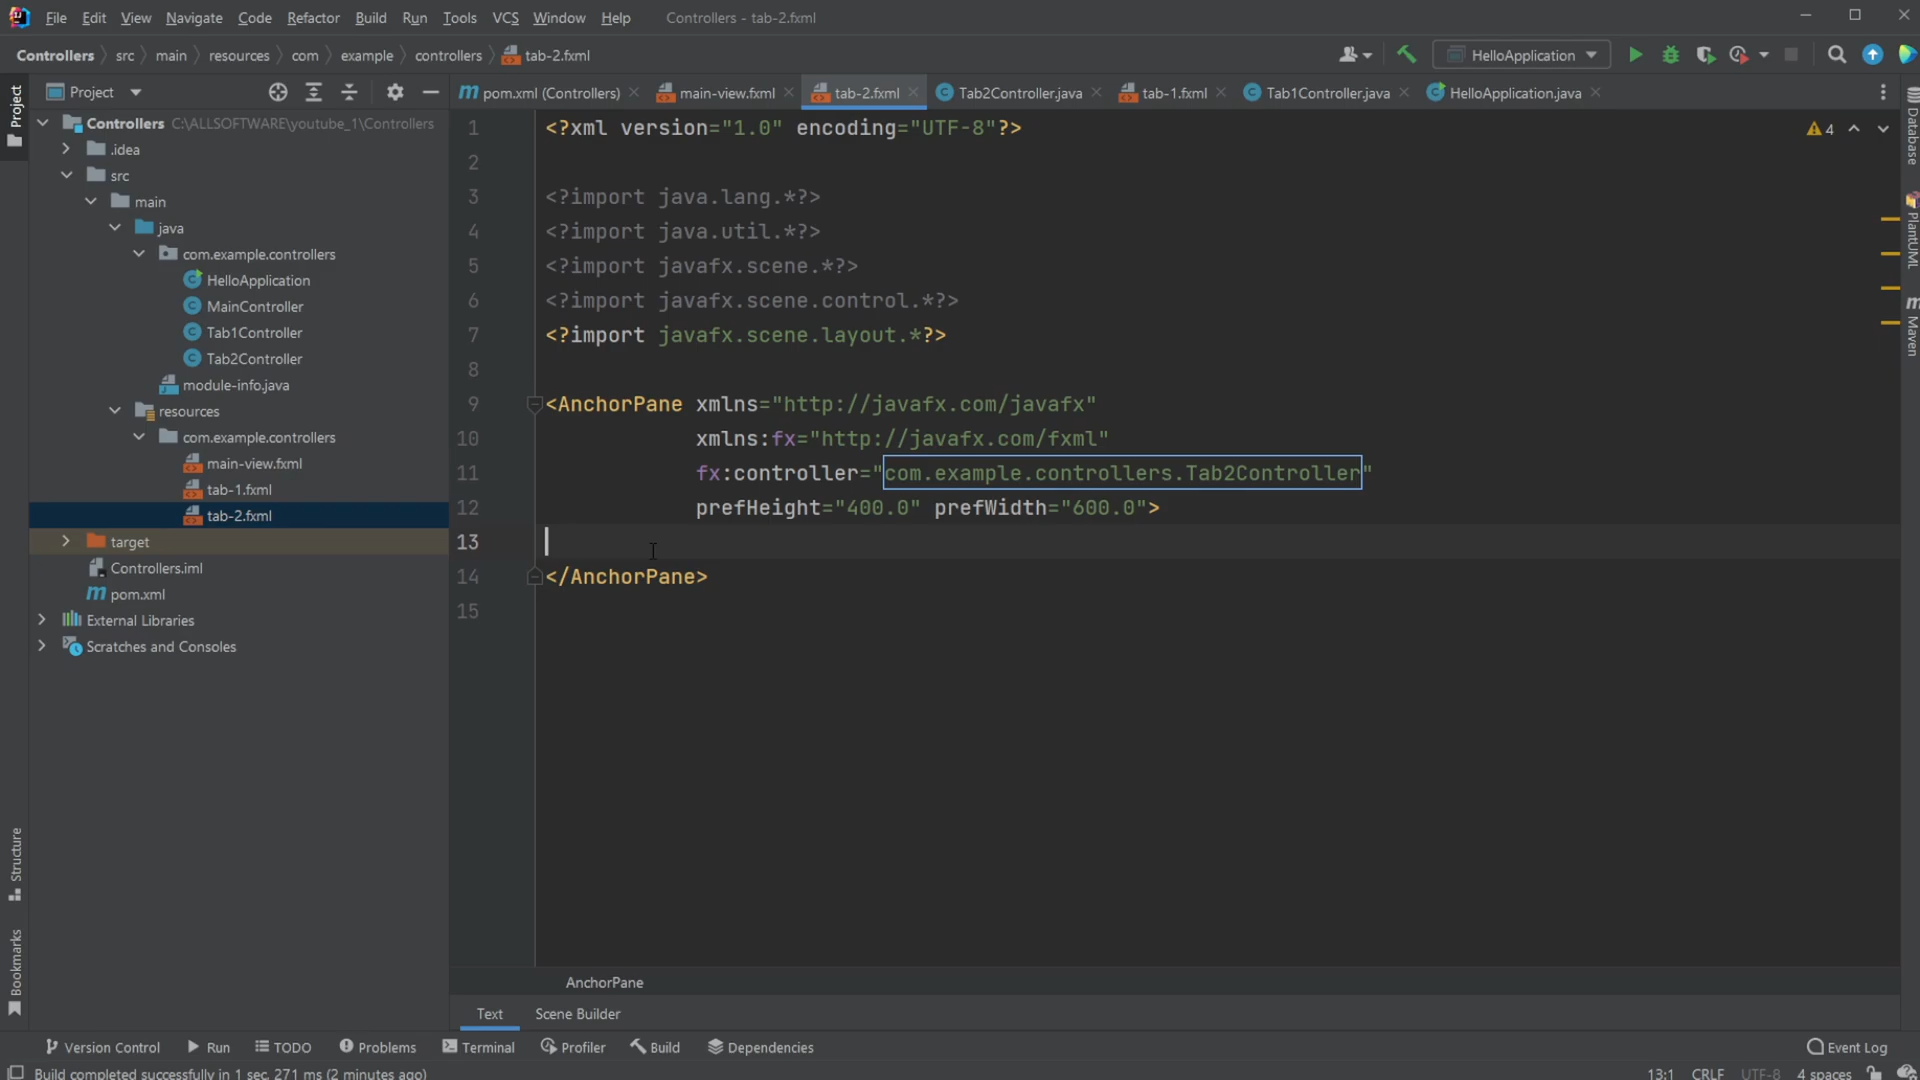 File Edit View Navigate Code Refactor Build Run Tools VCS Window Help Controllers - tab-2.fxml
Controllers src main resources com example controllers tab-2.fxml HelloApplication
Project
Project
pom.xml (Controllers) main-view.fxml tab-2.fxml Tab2Controller.java tab-1.fxml Tab1Controller.java HelloApplication.java
Controllers C:\ALLSOFTWARE\youtube_1\Controllers
.idea
src
main
java
com.example.controllers
HelloApplication
MainController
Tab1Controller
Tab2Controller
module-info.java
resources
com.example.controllers
main-view.fxml
tab-1.fxml
tab-2.fxml
target
Controllers.iml
pom.xml
External Libraries
Scratches and Consoles
Structure
Bookmarks
1 <?xml version="1.0" encoding="UTF-8"?>
2
3 <?import java.lang.*?>
4 <?import java.util.*?>
5 <?import javafx.scene.*?>
6 <?import javafx.scene.control.*?>
7 <?import javafx.scene.layout.*?>
8
9 <AnchorPane xmlns="http://javafx.com/javafx"
10 xmlns:fx="http://javafx.com/fxml"
11 fx:controller="com.example.controllers.Tab2Controller"
12 prefHeight="400.0" prefWidth="600.0">
13
14 </AnchorPane>
15
4
Database
PlantUML
Maven
AnchorPane
Text Scene Builder
Version Control Run TODO Problems Terminal Profiler Build Dependencies Event Log
Build completed successfully in 1 sec, 271 ms (2 minutes ago) 13:1 CRLF UTF-8 4 spaces